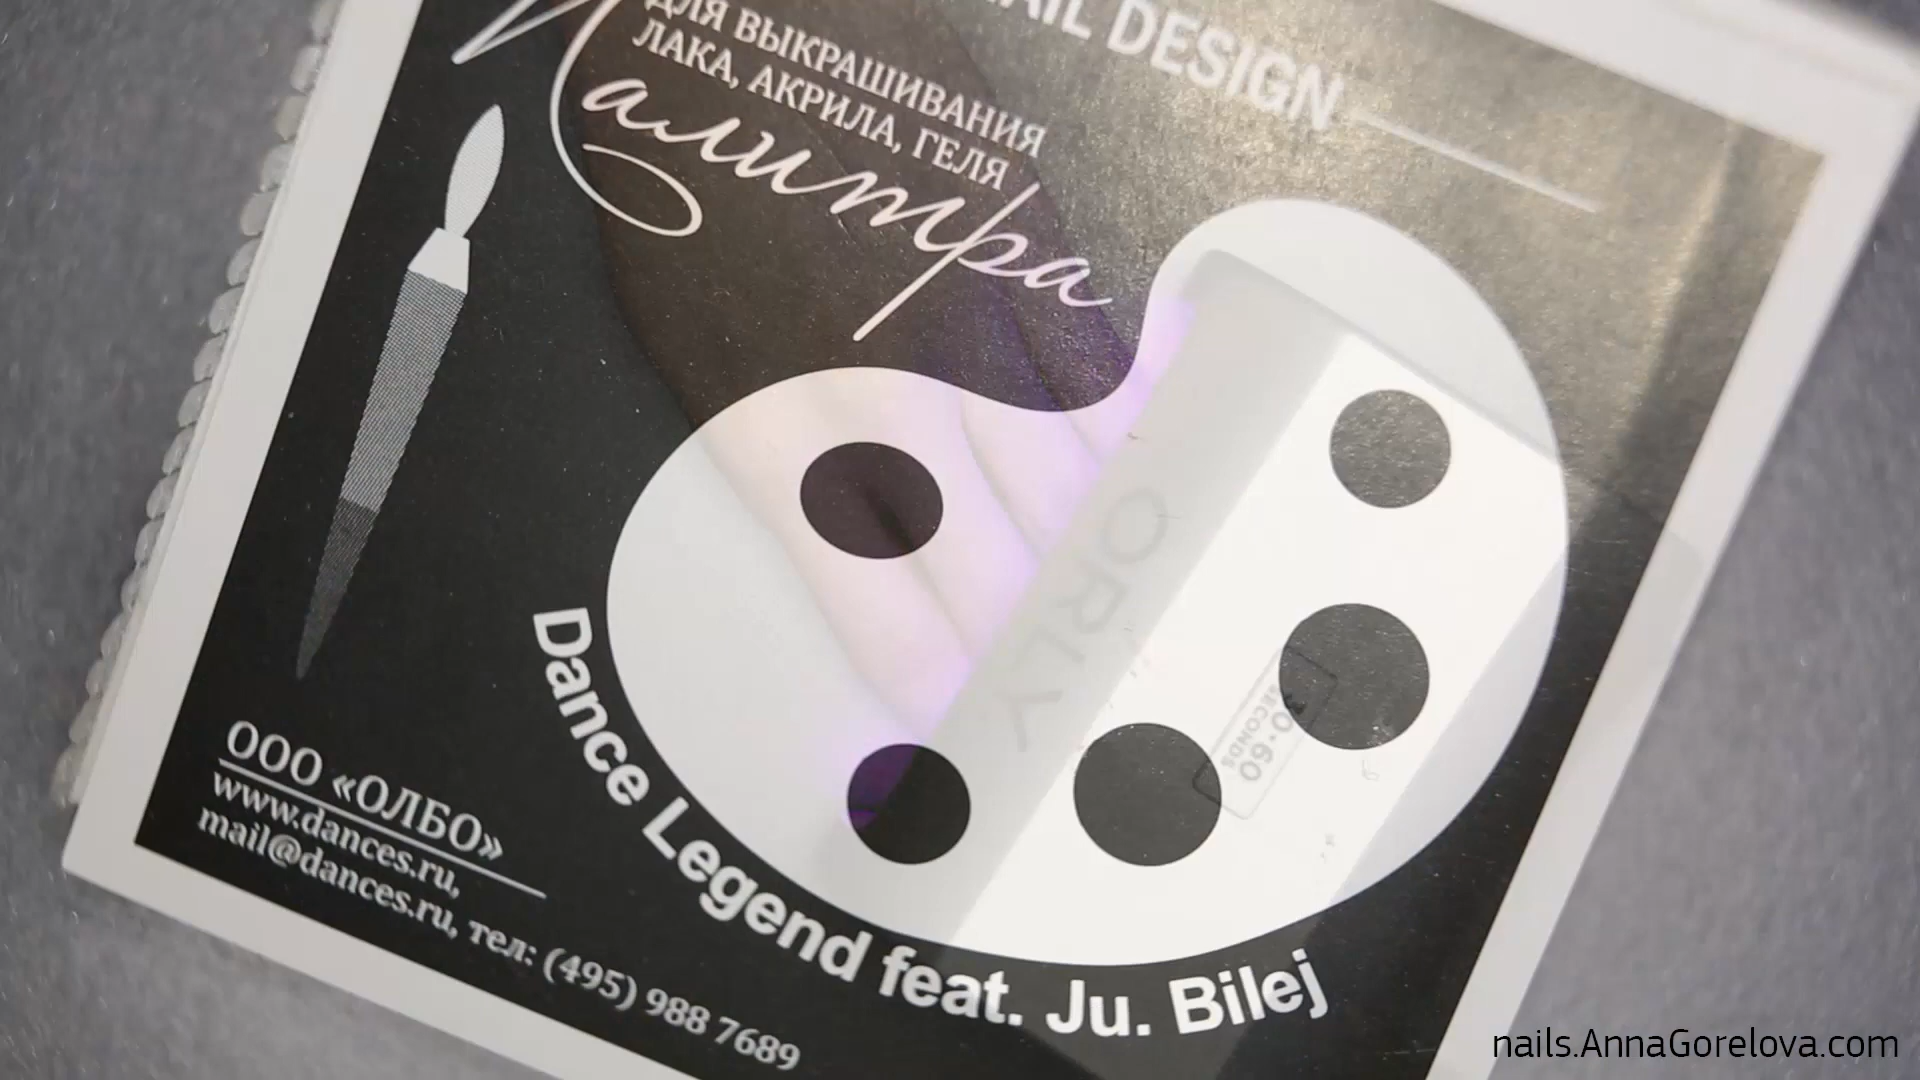 NAIL DESIGN
ДЛЯ ВЫКРАШИВАНИЯ
ЛАКА, АКРИЛА, ГЕЛЯ
Палитра
ORLY
SECONDS
Dance Legend feat. Ju. Bilej
ООО «ОЛБО»
www.dances.ru,
mail@dances.ru, тел: (495) 988 7689
nails.AnnaGorelova.com